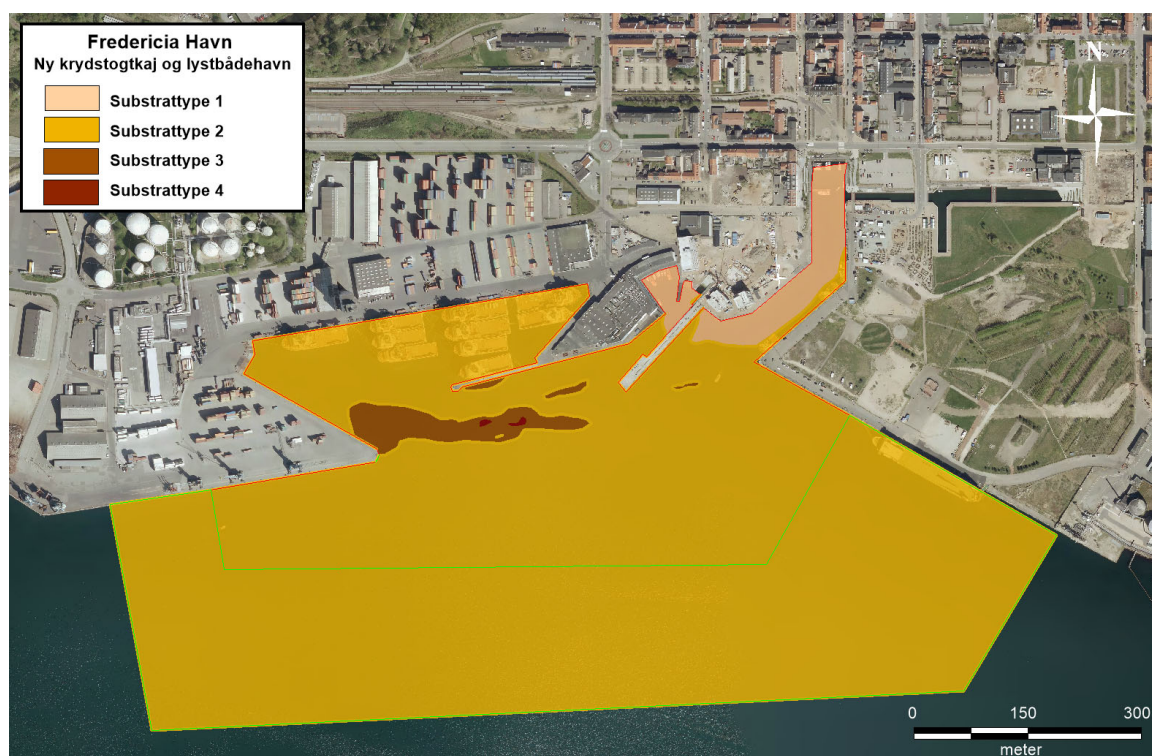 Fredericia Havn
Ny krydstogtkaj og lystbådehavn
Substrattype 1
Substrattype 2
Substrattype 3
Substrattype 4
N
0 150 300
meter